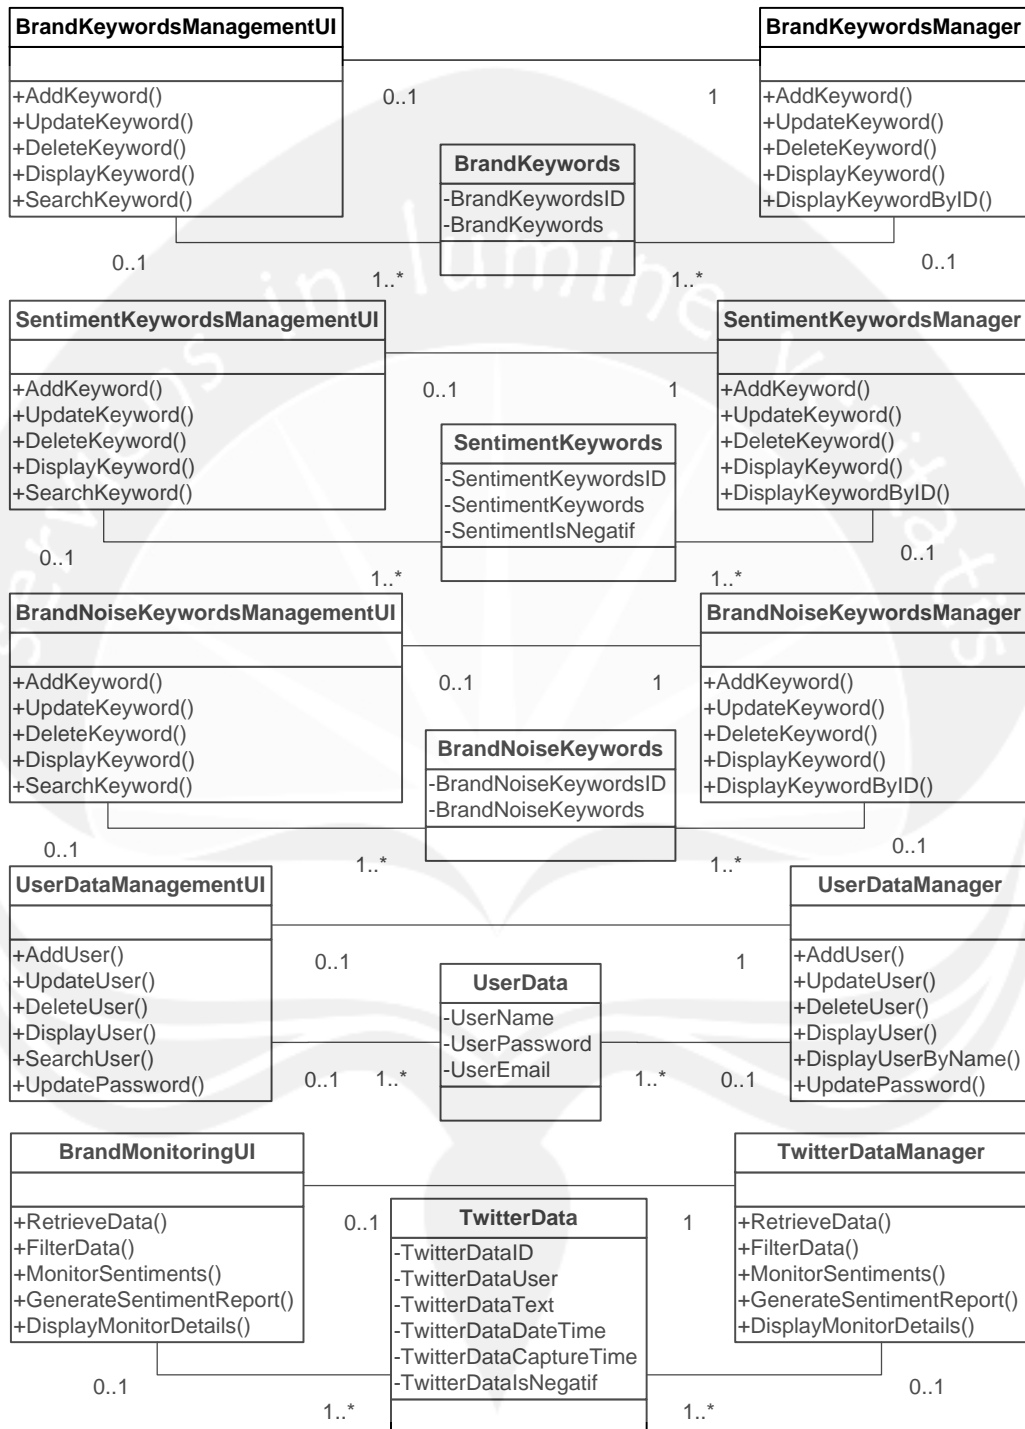 BrandKeywordsManagementUI
+AddKeyword()
+UpdateKeyword()
+DeleteKeyword()
+DisplayKeyword()
+SearchKeyword()
BrandKeywordsManager
+AddKeyword()
+UpdateKeyword()
+DeleteKeyword()
+DisplayKeyword()
+DisplayKeywordByID()
0..1
1
BrandKeywords
-BrandKeywordsID
-BrandKeywords
0..1
1..*
1..*
0..1
SentimentKeywordsManagementUI
+AddKeyword()
+UpdateKeyword()
+DeleteKeyword()
+DisplayKeyword()
+SearchKeyword()
SentimentKeywordsManager
+AddKeyword()
+UpdateKeyword()
+DeleteKeyword()
+DisplayKeyword()
+DisplayKeywordByID()
0..1
1
SentimentKeywords
-SentimentKeywordsID
-SentimentKeywords
-SentimentIsNegatif
0..1
1..*
1..*
0..1
BrandNoiseKeywordsManagementUI
+AddKeyword()
+UpdateKeyword()
+DeleteKeyword()
+DisplayKeyword()
+SearchKeyword()
BrandNoiseKeywordsManager
+AddKeyword()
+UpdateKeyword()
+DeleteKeyword()
+DisplayKeyword()
+DisplayKeywordByID()
0..1
1
BrandNoiseKeywords
-BrandNoiseKeywordsID
-BrandNoiseKeywords
0..1
1..*
1..*
0..1
UserDataManagementUI
+AddUser()
+UpdateUser()
+DeleteUser()
+DisplayUser()
+SearchUser()
+UpdatePassword()
UserDataManager
+AddUser()
+UpdateUser()
+DeleteUser()
+DisplayUser()
+DisplayUserByName()
+UpdatePassword()
0..1
1
UserData
-UserName
-UserPassword
-UserEmail
0..1
1..*
1..*
0..1
BrandMonitoringUI
+RetrieveData()
+FilterData()
+MonitorSentiments()
+GenerateSentimentReport()
+DisplayMonitorDetails()
TwitterDataManager
+RetrieveData()
+FilterData()
+MonitorSentiments()
+GenerateSentimentReport()
+DisplayMonitorDetails()
0..1
1
TwitterData
-TwitterDataID
-TwitterDataUser
-TwitterDataText
-TwitterDataDateTime
-TwitterDataCaptureTime
-TwitterDataIsNegatif
0..1
1..*
1..*
0..1
serviens in lumine veritatis